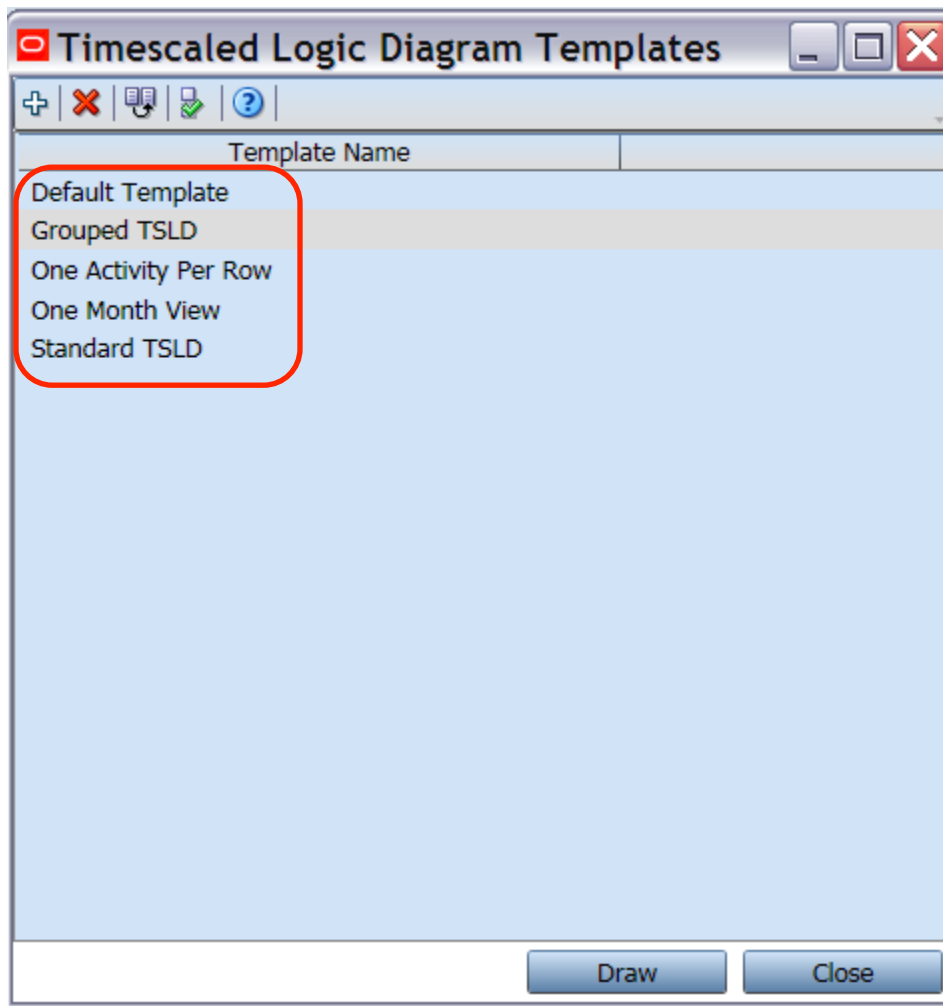 Timescaled Logic Diagram Templates
Template Name
Default Template
Grouped TSLD
One Activity Per Row
One Month View
Standard TSLD
Draw Close